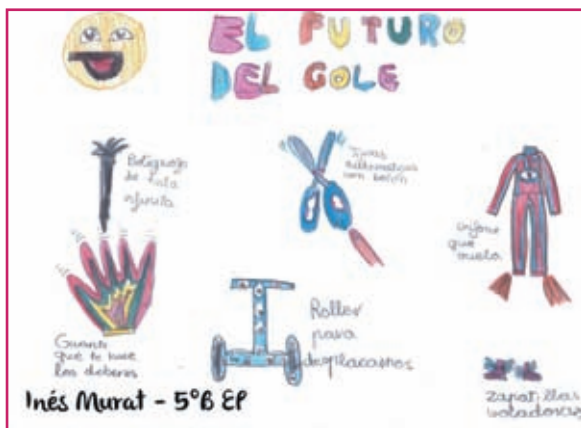 EL FUTURO
DEL GOLE
Bolígrafo
de tinta
infinita
Tijeras
automáticas
con botón
uniforme
que vuela
Guante
que te hace
los deberes
Roller
para
desplazarnos
zapatillas
voladoras
Inés Murat - 5ºB EP